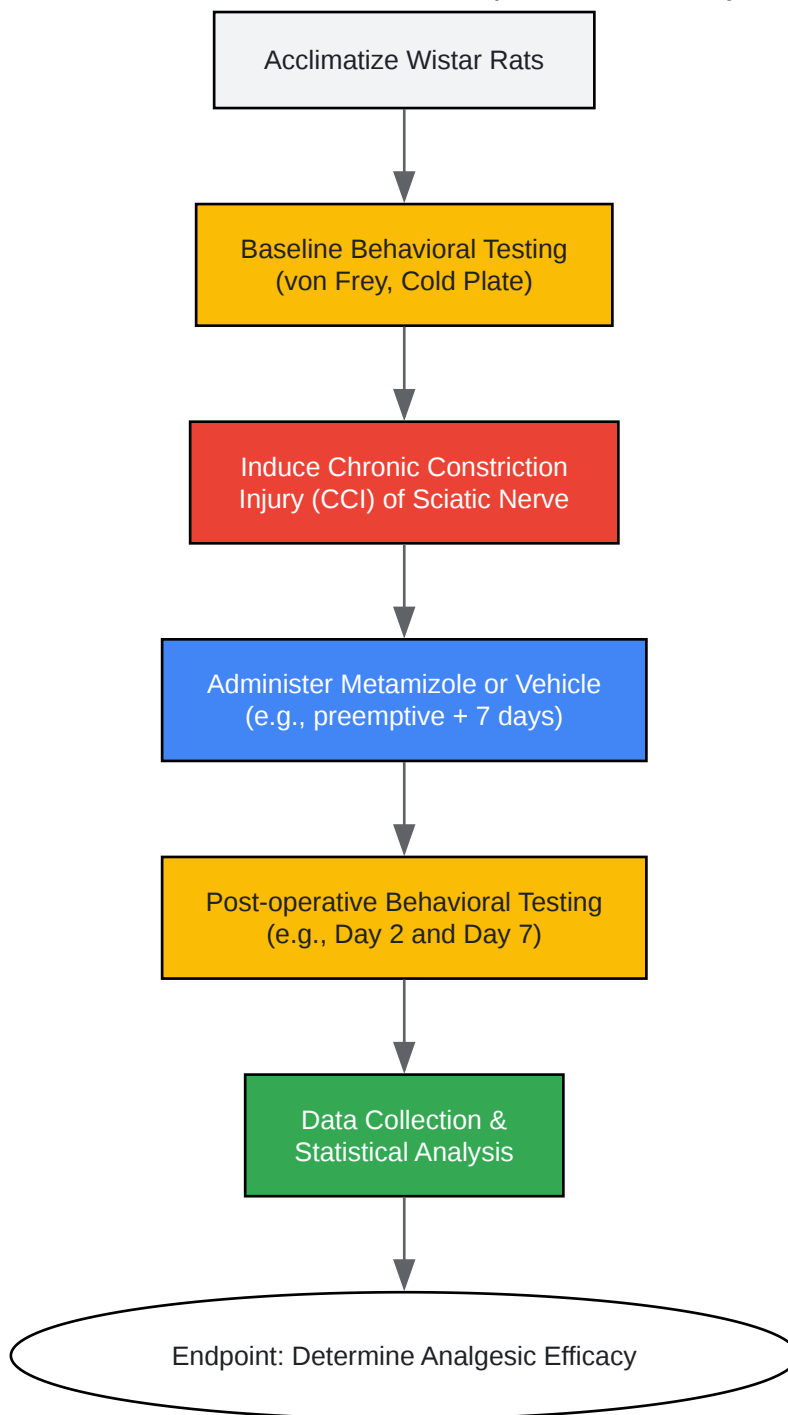 Acclimatize Wistar Rats
Baseline Behavioral Testing
(von Frey, Cold Plate)
Induce Chronic Constriction
Injury (CCI) of Sciatic Nerve
Administer Metamizole or Vehicle
(e.g., preemptive + 7 days)
Post-operative Behavioral Testing
(e.g., Day 2 and Day 7)
Data Collection &
Statistical Analysis
Endpoint: Determine Analgesic Efficacy